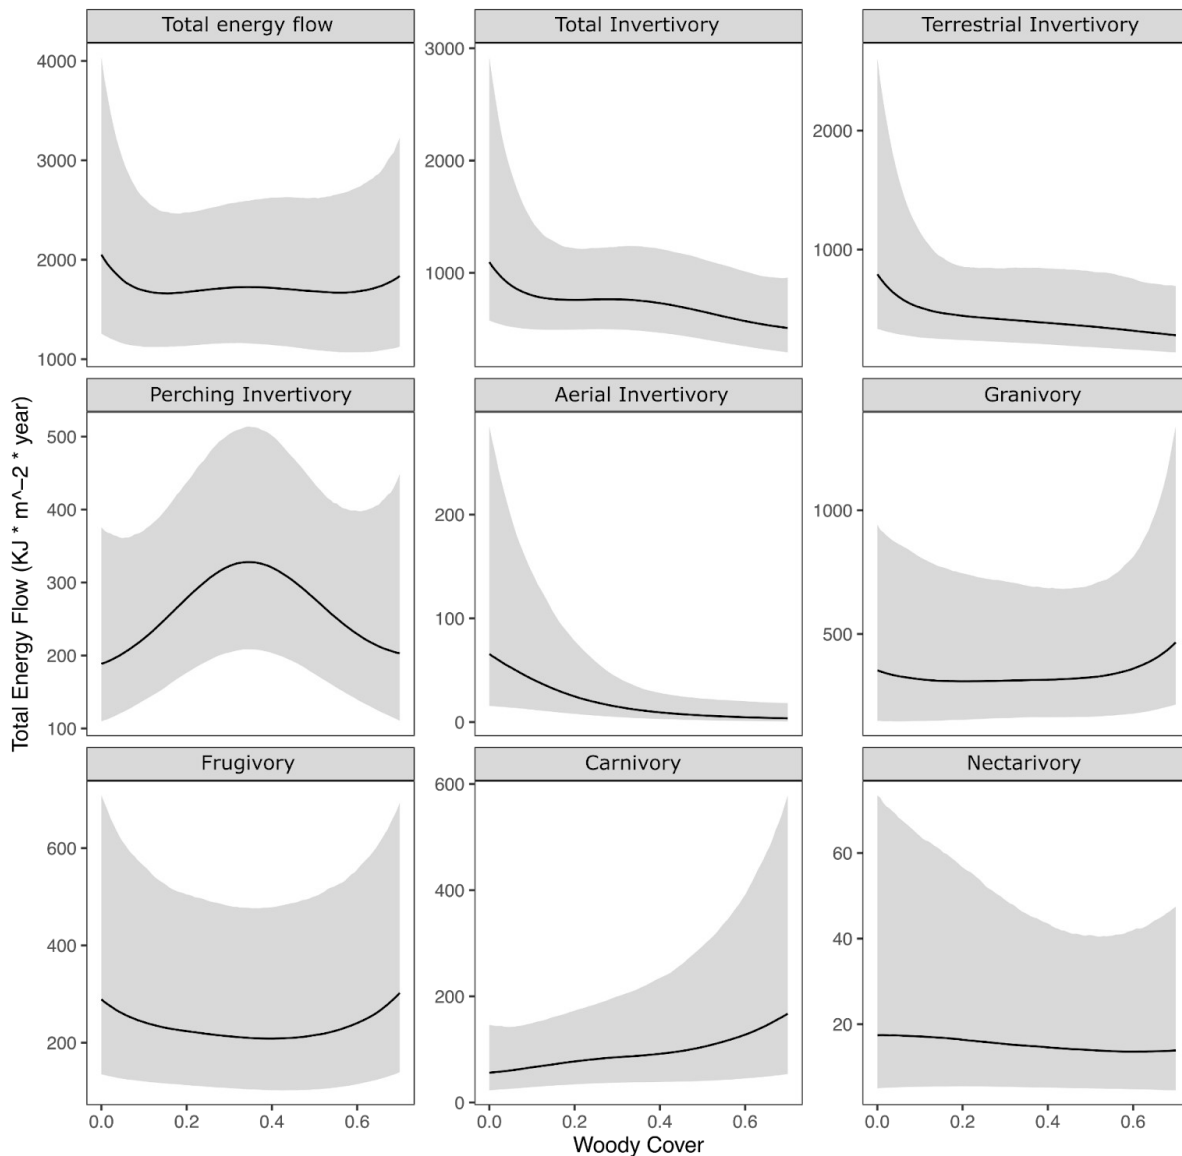 Total energy flow
Total Invertivory
Terrestrial Invertivory
4000
3000
2000
1000
3000
2000
1000
2000
1000
Perching Invertivory
Aerial Invertivory
Granivory
500
400
300
200
100
200
100
0
1000
500
Frugivory
Carnivory
Nectarivory
600
400
200
600
400
200
0
60
40
20
0.0 0.2 0.4 0.6
0.0 0.2 0.4 0.6
0.0 0.2 0.4 0.6
Woody Cover
Total Energy Flow (KJ * m^−2 * year)